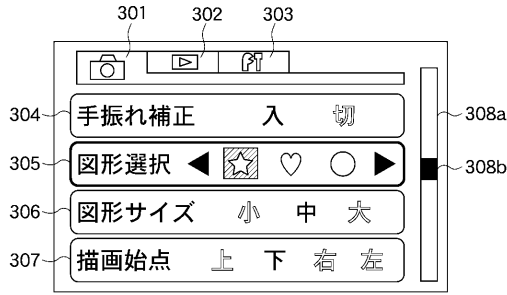 301 302 303
304 手振れ補正 入 切 308a
305 図形選択 308b
306 図形サイズ 小 中 大
307 描画始点 上 下 右 左